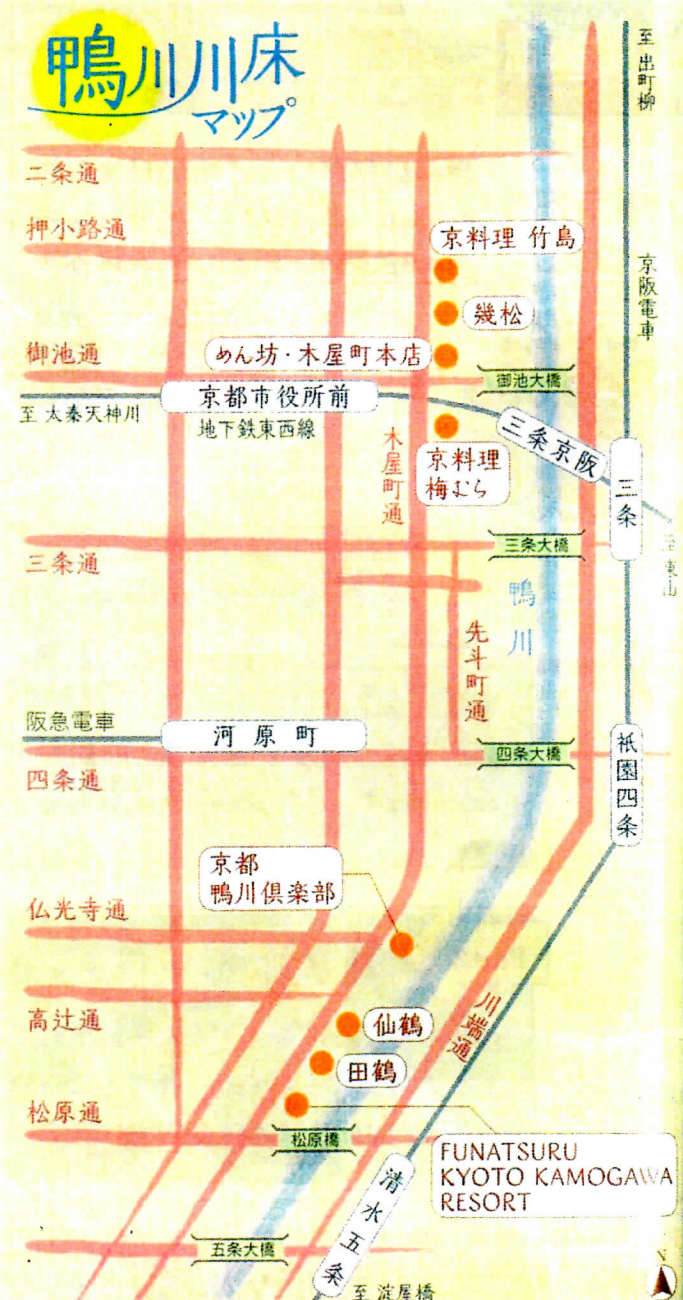 鴨川川床
マップ
至 出町柳
二条通
押小路通
京料理 竹島
京阪電車
幾松
めん坊・木屋町本店
御池通
御池大橋
京都市役所前
至 太秦天神川
地下鉄東西線
三条京阪
木屋町通
京料理
梅むら
三条
三条大橋
三条通
至 東山
鴨川
先斗町通
阪急電車
河原町
四条大橋
祇園四条
四条通
京都
鴨川倶楽部
仏光寺通
川端通
高辻通
仙鶴
田鶴
松原通
松原橋
FUNATSURU
KYOTO KAMOGAWA
RESORT
清水五条
五条大橋
至 淀屋橋
N